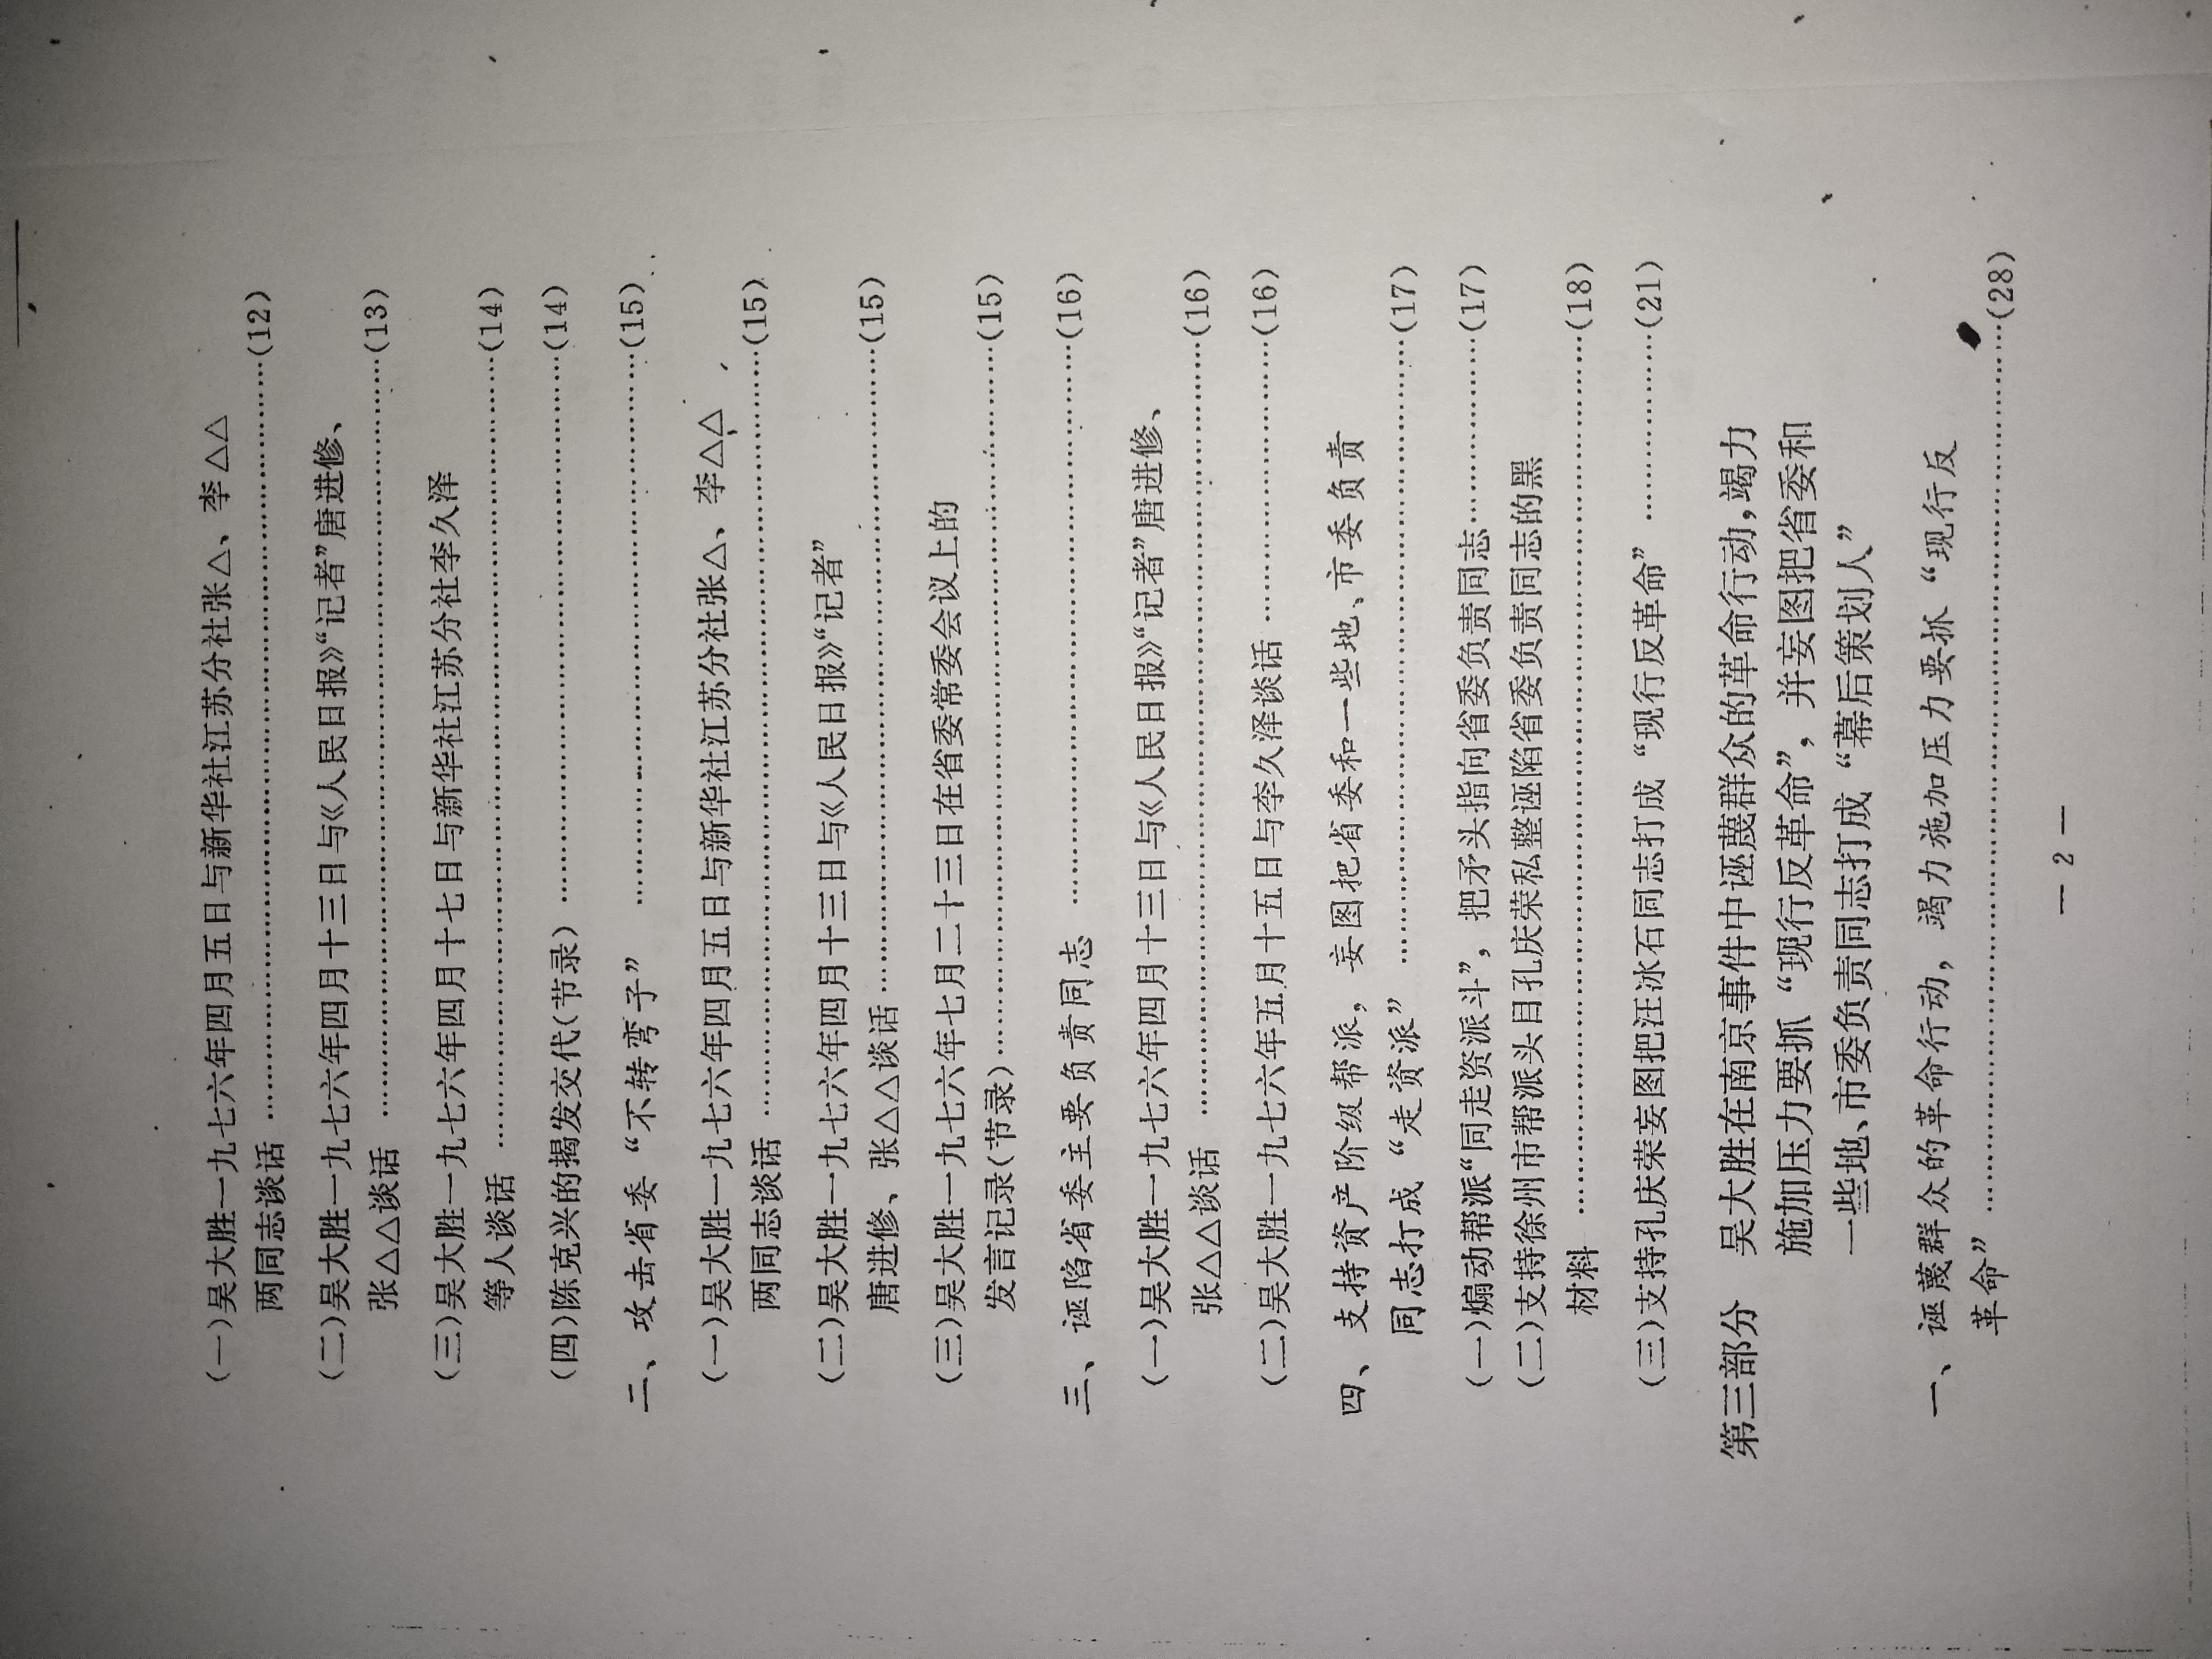 （一）吴大胜一九七六年四月五日与新华社江苏分社张△、李△△
两同志谈话 ……………………………………………………………………(12)
（二）吴大胜一九七六年四月十三日与《人民日报》“记者”唐进修、
张△△谈话 ……………………………………………………………………(13)
（三）吴大胜一九七六年四月十七日与新华社江苏分社李久泽
等人谈话 ………………………………………………………………………(14)
（四）陈克兴的揭发交代（节录） ………………………………………………(14)
二、攻击省委“不转弯子” ………………………………………………(15)
（一）吴大胜一九七六年四月五日与新华社江苏分社张△、李△△
两同志谈话 ……………………………………………………………………(15)
（二）吴大胜一九七六年四月十三日与《人民日报》“记者”
唐进修、张△△谈话 …………………………………………………………(15)
（三）吴大胜一九七六年七月二十三日在省委常委会议上的
发言记录（节录）………………………………………………………………(15)
三、诬陷省委主要负责同志 ………………………………………………(16)
（一）吴大胜一九七六年四月十三日与《人民日报》“记者”唐进修、
张△△谈话 ……………………………………………………………………(16)
（二）吴大胜一九七六年五月十五日与李久泽谈话 ………………………(16)
四、支持资产阶级帮派，妄图把省委和一些地、市委负责
同志打成“走资派” ………………………………………………………(17)
（一）煽动帮派“同走资派斗”，把矛头指向省委负责同志………………(17)
（二）支持徐州市帮派头目孔庆荣私整诬陷省委负责同志的黑
材料 ……………………………………………………………………………(18)
（三）支持孔庆荣妄图把汪冰石同志打成“现行反革命” ………………(21)
第三部分 吴大胜在南京事件中诬蔑群众的革命行动，竭力
施加压力要抓“现行反革命”，并妄图把省委和
一些地、市委负责同志打成“幕后策划人”
一、诬蔑群众的革命行动，竭力施加压力要抓“现行反
革命” ……………………………………………………………………………(28)
— 2 —